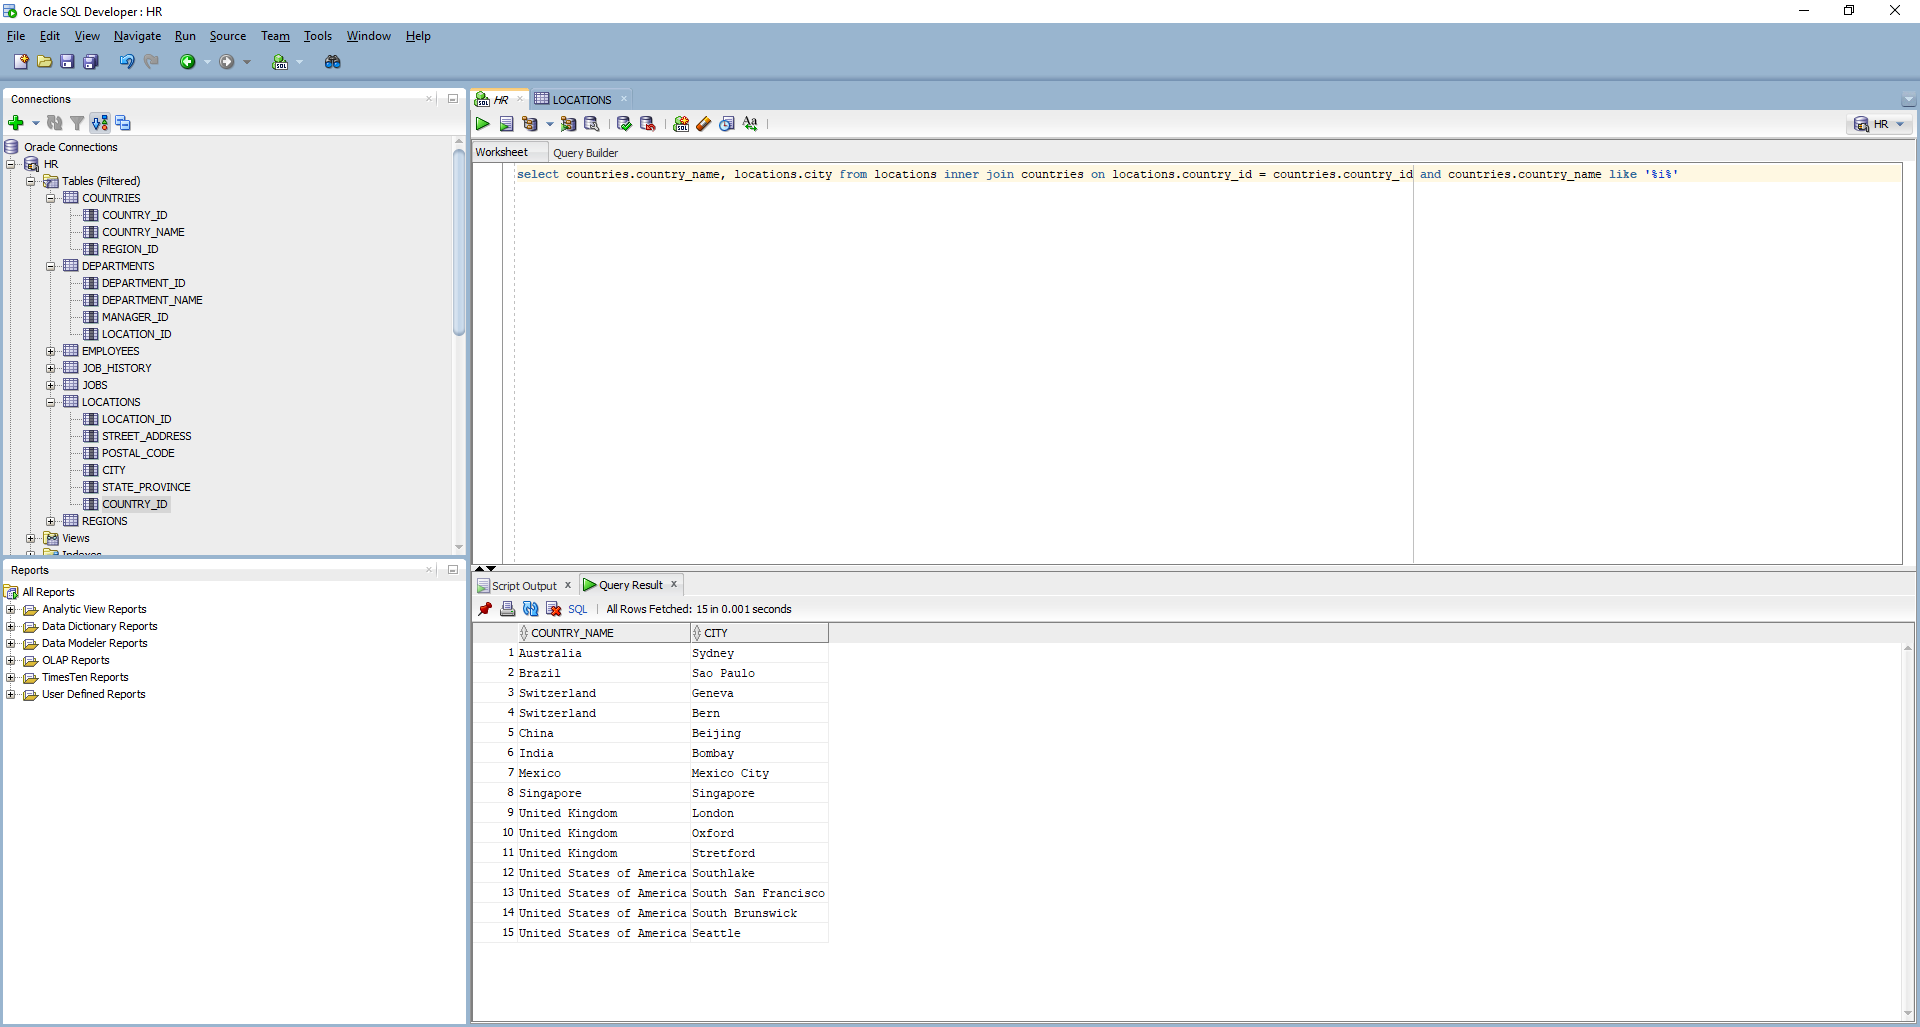 Oracle SQL Developer : HR
File Edit View Navigate Run Source Team Tools Window Help
Connections
Oracle Connections
HR
Tables (Filtered)
COUNTRIES
COUNTRY_ID
COUNTRY_NAME
REGION_ID
DEPARTMENTS
DEPARTMENT_ID
DEPARTMENT_NAME
MANAGER_ID
LOCATION_ID
EMPLOYEES
JOB_HISTORY
JOBS
LOCATIONS
LOCATION_ID
STREET_ADDRESS
POSTAL_CODE
CITY
STATE_PROVINCE
COUNTRY_ID
REGIONS
Views
Indexes
Reports
All Reports
Analytic View Reports
Data Dictionary Reports
Data Modeler Reports
OLAP Reports
TimesTen Reports
User Defined Reports
HR LOCATIONS
HR
Worksheet Query Builder
select countries.country_name, locations.city from locations inner join countries on locations.country_id = countries.country_id and countries.country_name like '%i%'
Script Output Query Result
SQL All Rows Fetched: 15 in 0.001 seconds
COUNTRY_NAME CITY
1 Australia Sydney
2 Brazil Sao Paulo
3 Switzerland Geneva
4 Switzerland Bern
5 China Beijing
6 India Bombay
7 Mexico Mexico City
8 Singapore Singapore
9 United Kingdom London
10 United Kingdom Oxford
11 United Kingdom Stretford
12 United States of America Southlake
13 United States of America South San Francisco
14 United States of America South Brunswick
15 United States of America Seattle